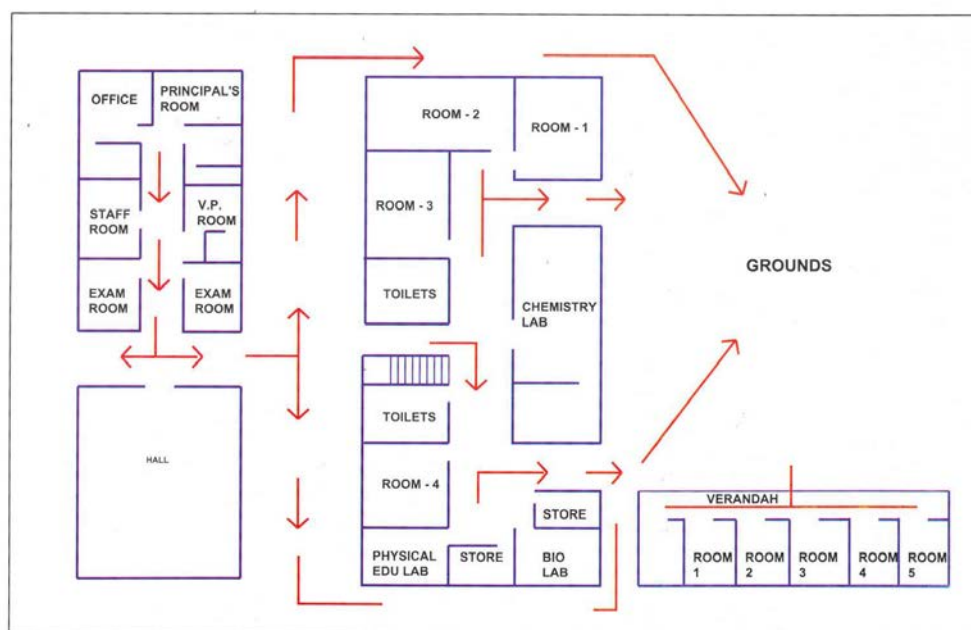 OFFICE
PRINCIPAL'S
ROOM
STAFF
ROOM
V.P.
ROOM
EXAM
ROOM
EXAM
ROOM
HALL
ROOM - 2
ROOM - 1
ROOM - 3
TOILETS
CHEMISTRY
LAB
TOILETS
ROOM - 4
PHYSICAL
EDU LAB
STORE
STORE
BIO
LAB
GROUNDS
VERANDAH
ROOM
1
ROOM
2
ROOM
3
ROOM
4
ROOM
5